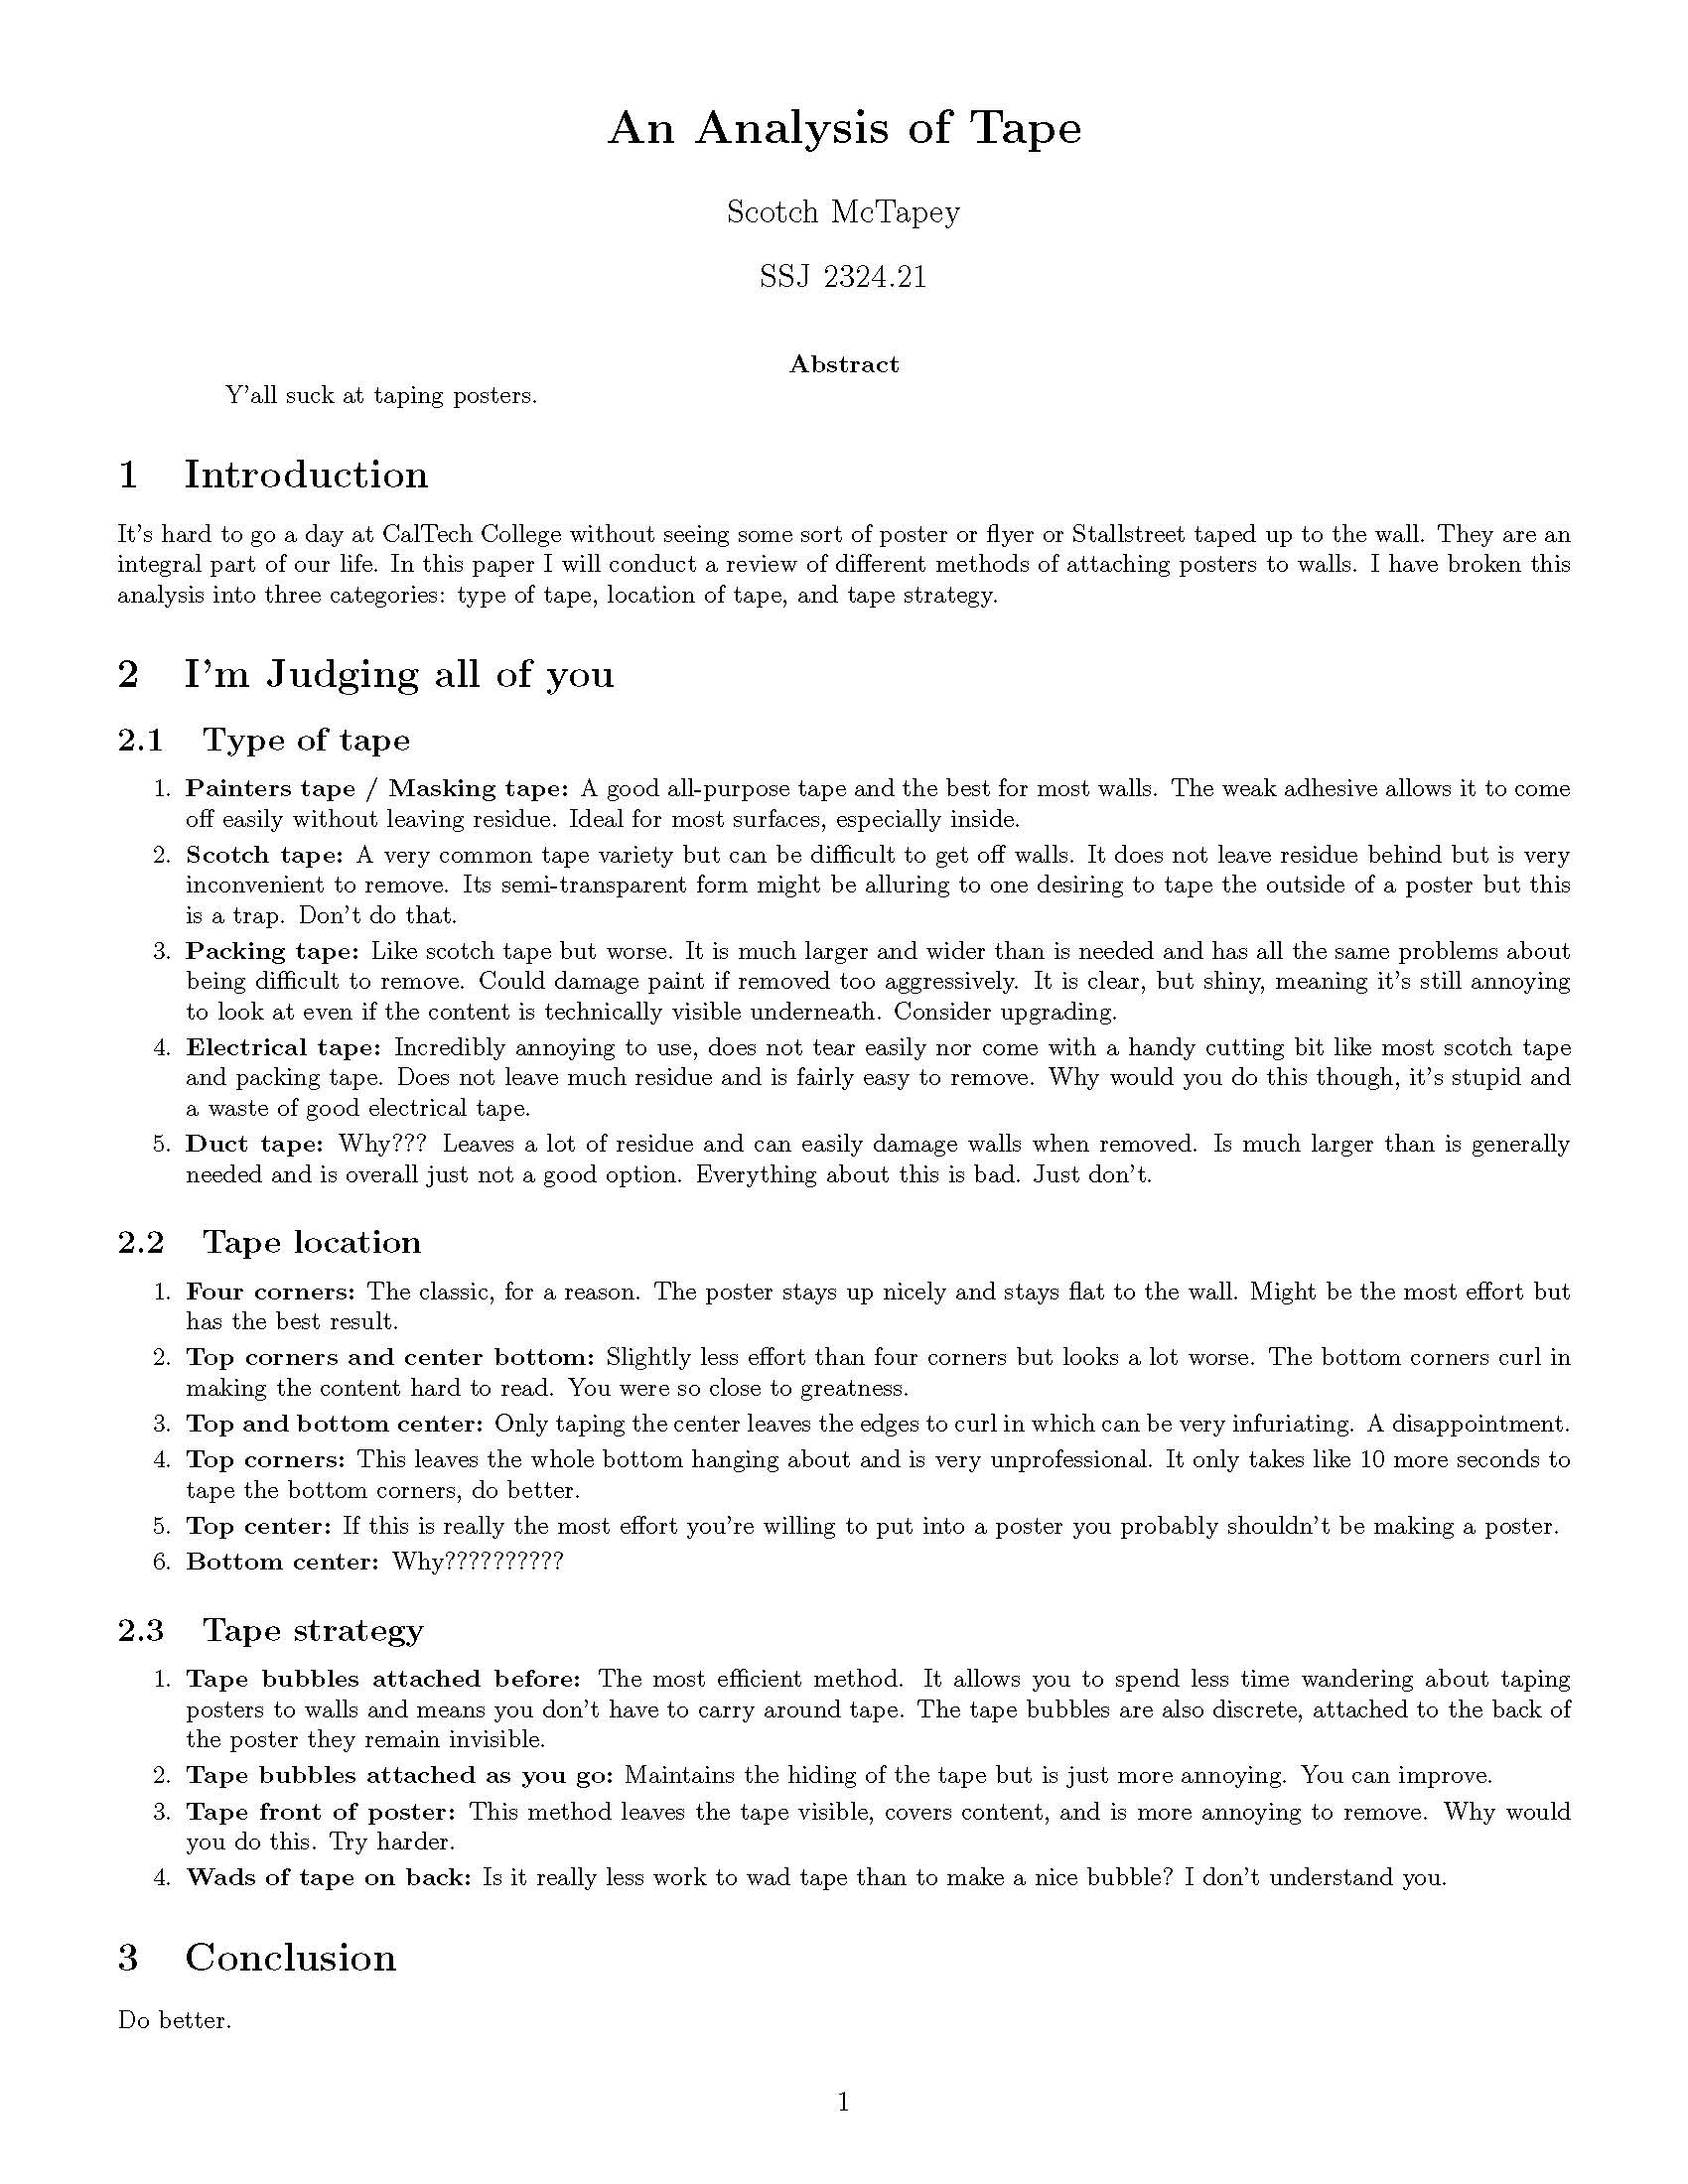 An Analysis of Tape
Scotch McTapey
SSJ 2324.21
Abstract
Y'all suck at taping posters.
1 Introduction
It's hard to go a day at CalTech College without seeing some sort of poster or flyer or Stallstreet taped up to the wall. They are an
integral part of our life. In this paper I will conduct a review of different methods of attaching posters to walls. I have broken this
analysis into three categories: type of tape, location of tape, and tape strategy.
2 I'm Judging all of you
2.1 Type of tape
1. Painters tape / Masking tape: A good all-purpose tape and the best for most walls. The weak adhesive allows it to come
off easily without leaving residue. Ideal for most surfaces, especially inside.
2. Scotch tape: A very common tape variety but can be difficult to get off walls. It does not leave residue behind but is very
inconvenient to remove. Its semi-transparent form might be alluring to one desiring to tape the outside of a poster but this
is a trap. Don't do that.
3. Packing tape: Like scotch tape but worse. It is much larger and wider than is needed and has all the same problems about
being difficult to remove. Could damage paint if removed too aggressively. It is clear, but shiny, meaning it's still annoying
to look at even if the content is technically visible underneath. Consider upgrading.
4. Electrical tape: Incredibly annoying to use, does not tear easily nor come with a handy cutting bit like most scotch tape
and packing tape. Does not leave much residue and is fairly easy to remove. Why would you do this though, it's stupid and
a waste of good electrical tape.
5. Duct tape: Why??? Leaves a lot of residue and can easily damage walls when removed. Is much larger than is generally
needed and is overall just not a good option. Everything about this is bad. Just don't.
2.2 Tape location
1. Four corners: The classic, for a reason. The poster stays up nicely and stays flat to the wall. Might be the most effort but
has the best result.
2. Top corners and center bottom: Slightly less effort than four corners but looks a lot worse. The bottom corners curl in
making the content hard to read. You were so close to greatness.
3. Top and bottom center: Only taping the center leaves the edges to curl in which can be very infuriating. A disappointment.
4. Top corners: This leaves the whole bottom hanging about and is very unprofessional. It only takes like 10 more seconds to
tape the bottom corners, do better.
5. Top center: If this is really the most effort you're willing to put into a poster you probably shouldn't be making a poster.
6. Bottom center: Why??????????
2.3 Tape strategy
1. Tape bubbles attached before: The most efficient method. It allows you to spend less time wandering about taping
posters to walls and means you don't have to carry around tape. The tape bubbles are also discrete, attached to the back of
the poster they remain invisible.
2. Tape bubbles attached as you go: Maintains the hiding of the tape but is just more annoying. You can improve.
3. Tape front of poster: This method leaves the tape visible, covers content, and is more annoying to remove. Why would
you do this. Try harder.
4. Wads of tape on back: Is it really less work to wad tape than to make a nice bubble? I don't understand you.
3 Conclusion
Do better.
1